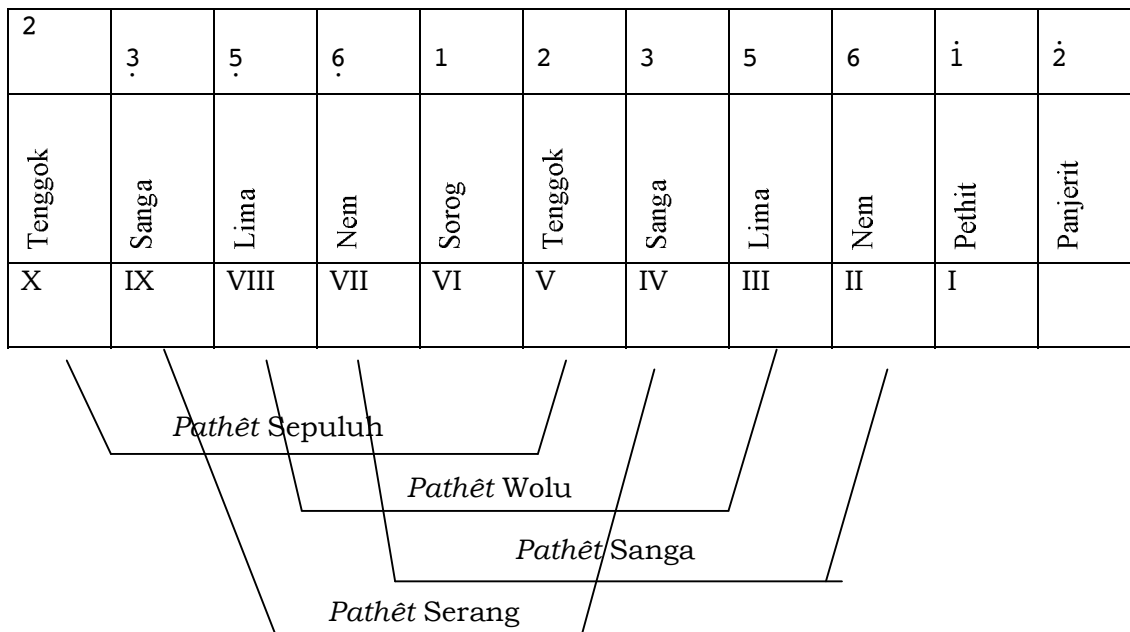 2 3̣ 5̣ 6̣ 1 2 3 5 6 1̇ 2̇
Tenggok Sanga Lima Nem Sorog Tenggok Sanga Lima Nem Pethit Panjerit
X IX VIII VII VI V IV III II I
Pathêt Sepuluh
Pathêt Wolu
Pathêt Sanga
Pathêt Serang